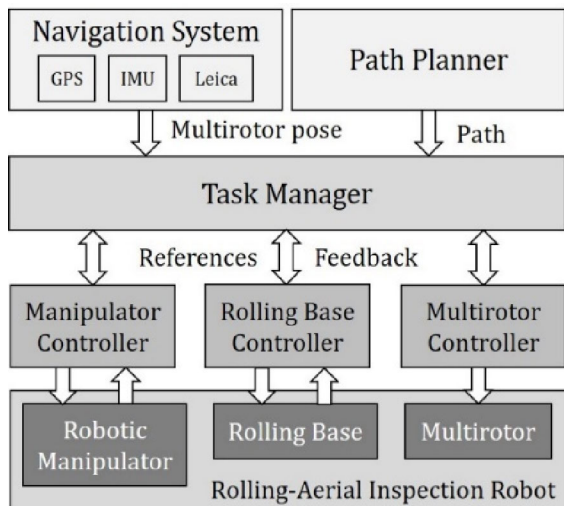 Navigation System
GPS IMU Leica
Path Planner
Multirotor pose
Path
Task Manager
References Feedback
Manipulator
Controller
Rolling Base
Controller
Multirotor
Controller
Robotic
Manipulator
Rolling Base
Multirotor
Rolling-Aerial Inspection Robot